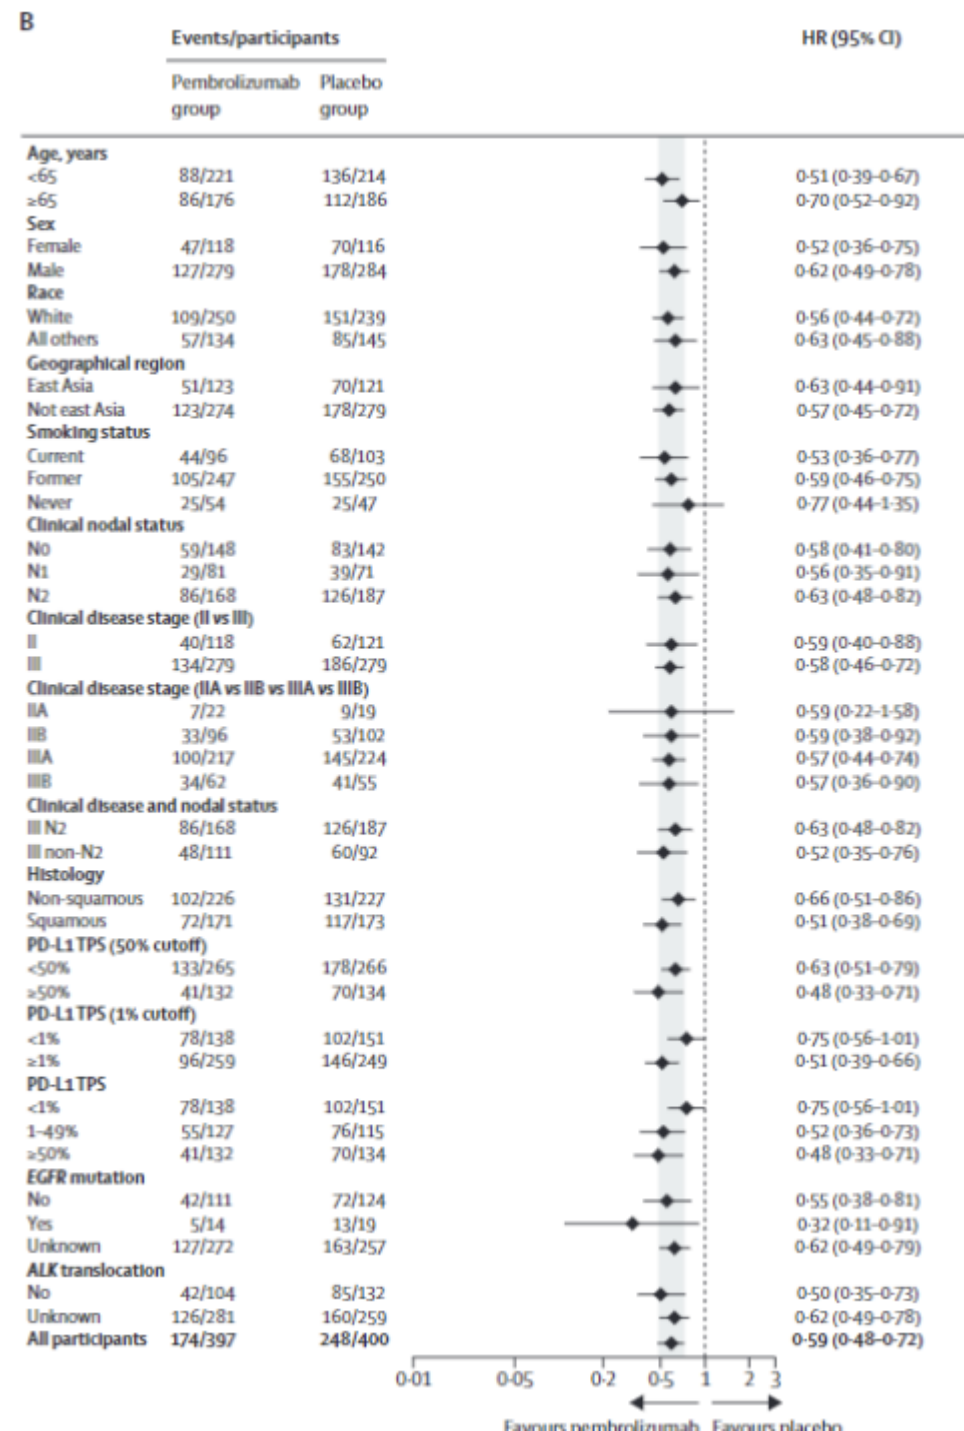 B
Events/participants HR (95% CI)
Pembrolizumab group Placebo group
Age, years
<65 88/221 136/214 0·51 (0·39–0·67)
≥65 86/176 112/186 0·70 (0·52–0·92)
Sex
Female 47/118 70/116 0·52 (0·36–0·75)
Male 127/279 178/284 0·62 (0·49–0·78)
Race
White 109/250 151/239 0·56 (0·44–0·72)
All others 57/134 85/145 0·63 (0·45–0·88)
Geographical region
East Asia 51/123 70/121 0·63 (0·44–0·91)
Not east Asia 123/274 178/279 0·57 (0·45–0·72)
Smoking status
Current 44/96 68/103 0·53 (0·36–0·77)
Former 105/247 155/250 0·59 (0·46–0·75)
Never 25/54 25/47 0·77 (0·44–1·35)
Clinical nodal status
N0 59/148 83/142 0·58 (0·41–0·80)
N1 29/81 39/71 0·56 (0·35–0·91)
N2 86/168 126/187 0·63 (0·48–0·82)
Clinical disease stage (II vs III)
II 40/118 62/121 0·59 (0·40–0·88)
III 134/279 186/279 0·58 (0·46–0·72)
Clinical disease stage (IIA vs IIB vs IIIA vs IIIB)
IIA 7/22 9/19 0·59 (0·22–1·58)
IIB 33/96 53/102 0·59 (0·38–0·92)
IIIA 100/217 145/224 0·57 (0·44–0·74)
IIIB 34/62 41/55 0·57 (0·36–0·90)
Clinical disease and nodal status
III N2 86/168 126/187 0·63 (0·48–0·82)
III non-N2 48/111 60/92 0·52 (0·35–0·76)
Histology
Non-squamous 102/226 131/227 0·66 (0·51–0·86)
Squamous 72/171 117/173 0·51 (0·38–0·69)
PD-L1 TPS (50% cutoff)
<50% 133/265 178/266 0·63 (0·51–0·79)
≥50% 41/132 70/134 0·48 (0·33–0·71)
PD-L1 TPS (1% cutoff)
<1% 78/138 102/151 0·75 (0·56–1·01)
≥1% 96/259 146/249 0·51 (0·39–0·66)
PD-L1 TPS
<1% 78/138 102/151 0·75 (0·56–1·01)
1–49% 55/127 76/115 0·52 (0·36–0·73)
≥50% 41/132 70/134 0·48 (0·33–0·71)
EGFR mutation
No 42/111 72/124 0·55 (0·38–0·81)
Yes 5/14 13/19 0·32 (0·11–0·91)
Unknown 127/272 163/257 0·62 (0·49–0·79)
ALK translocation
No 42/104 85/132 0·50 (0·35–0·73)
Unknown 126/281 160/259 0·62 (0·49–0·78)
All participants 174/397 248/400 0·59 (0·48–0·72)
0·01 0·05 0·2 0·5 1 2 3
Favours pembrolizumab Favours placebo